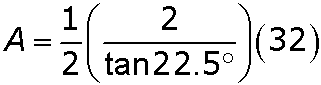 A = 1/2 (2/tan22.5°)(32)